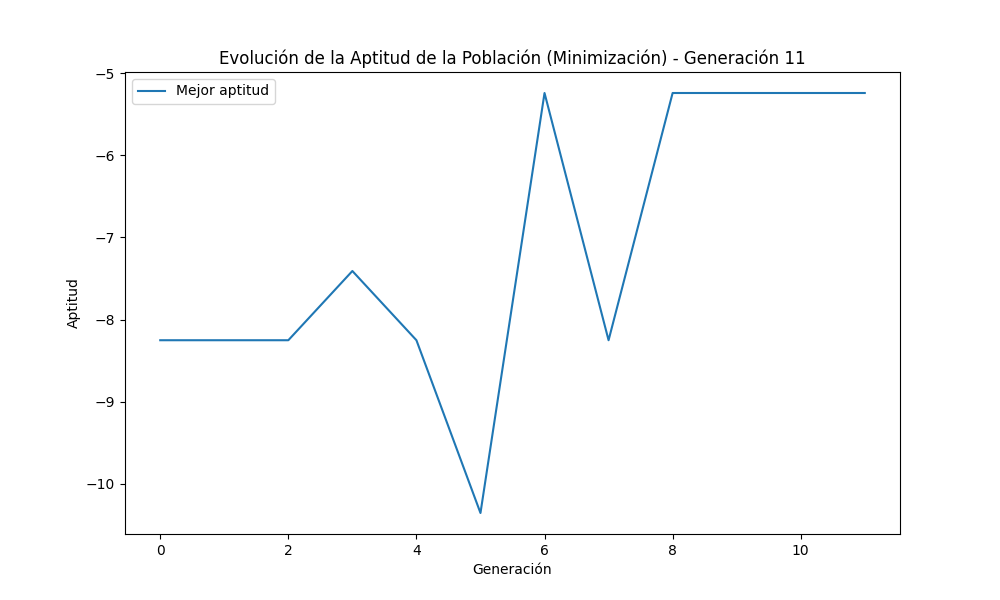 Evolución de la Aptitud de la Población (Minimización) - Generación 11
Mejor aptitud
Aptitud
−5
−6
−7
−8
−9
−10
0 2 4 6 8 10
Generación